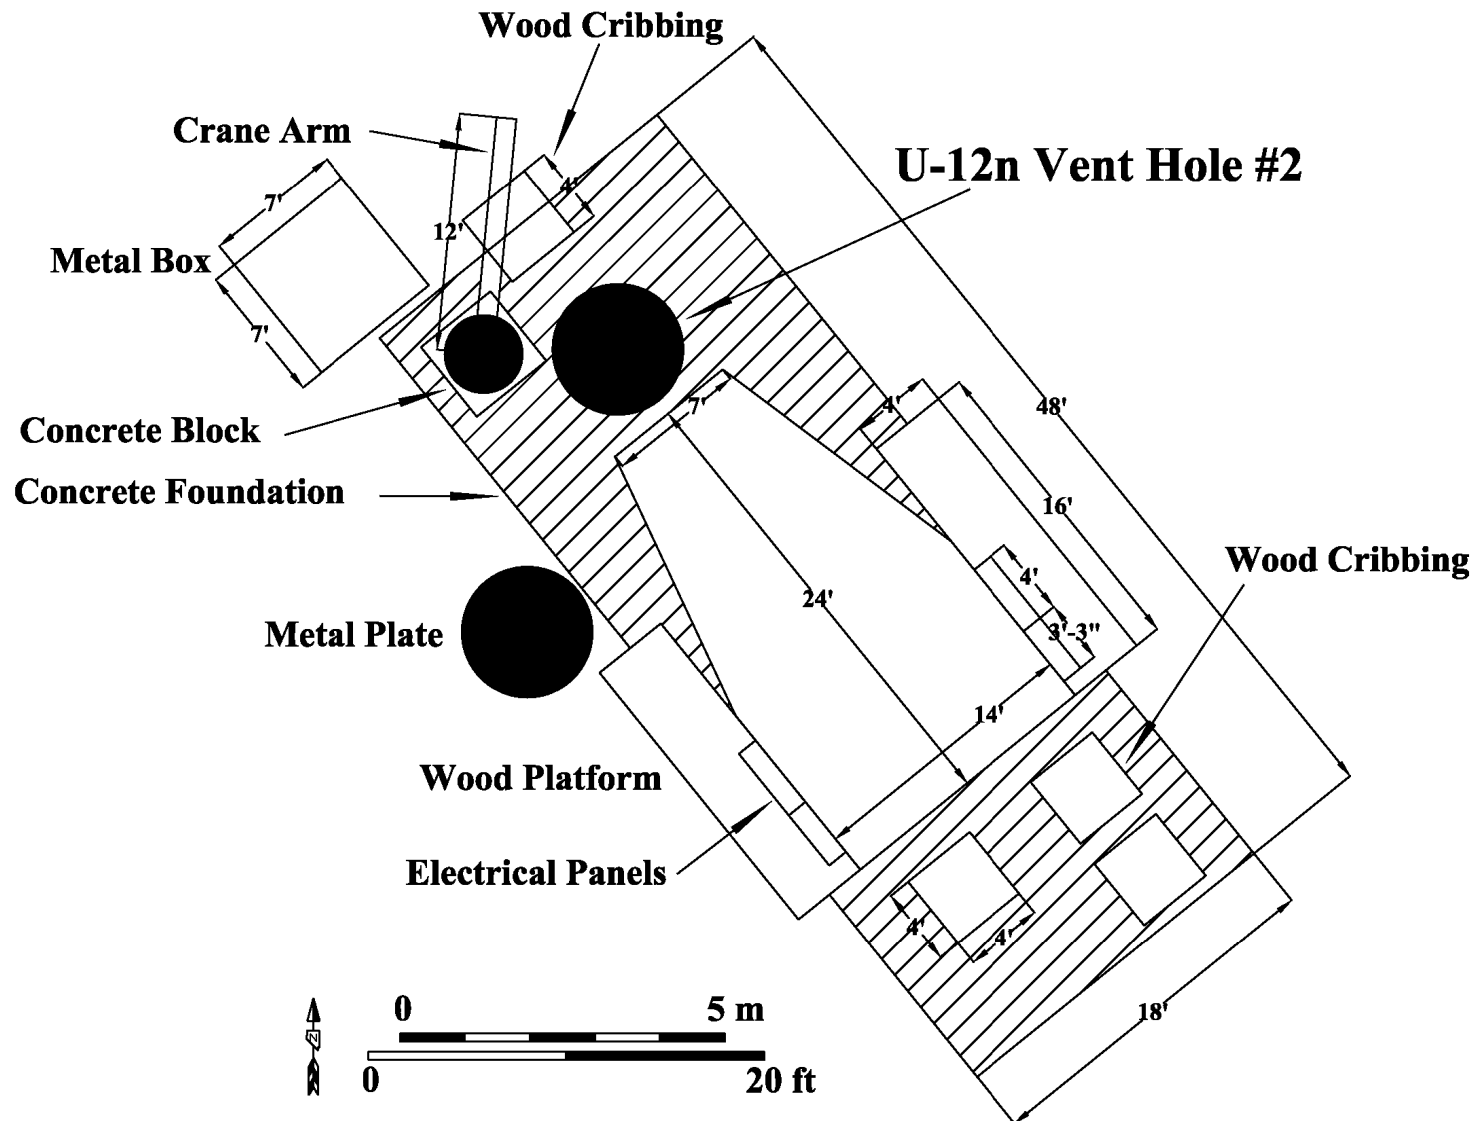 Wood Cribbing
Crane Arm
U-12n Vent Hole #2
4'
7'
12'
Metal Box
7'
4'
7'
48'
Concrete Block
Concrete Foundation
16'
Wood Cribbing
4'
24'
Metal Plate
3'-3"
14'
Wood Platform
Electrical Panels
4'
4'
18'
0
5 m
N
0
20 ft